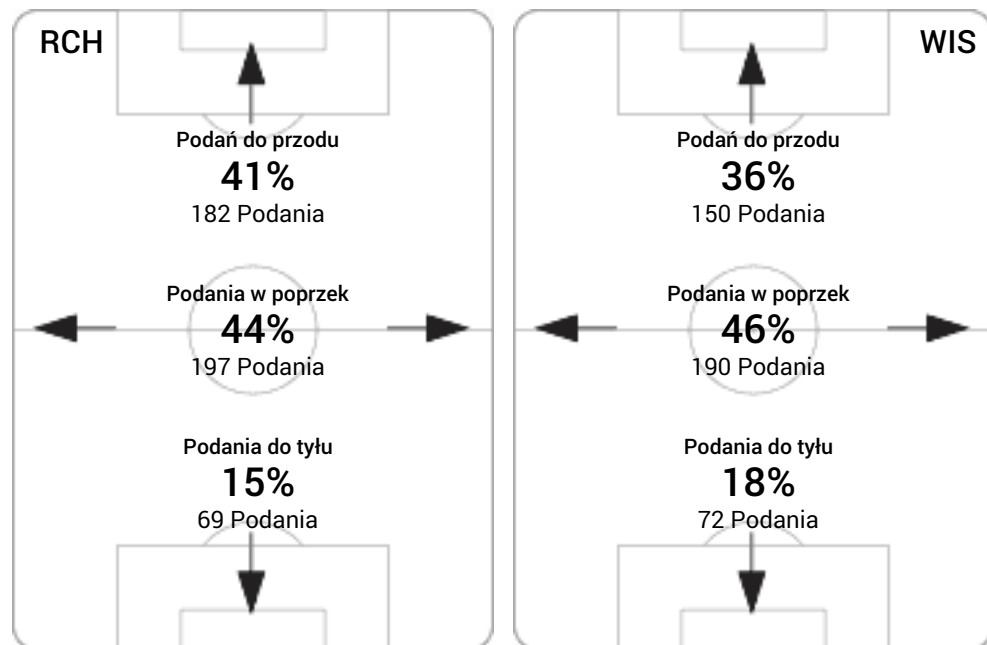 RCH
Podań do przodu
41%
182 Podania
Podania w poprzek
44%
197 Podania
Podania do tyłu
15%
69 Podania
WIS
Podań do przodu
36%
150 Podania
Podania w poprzek
46%
190 Podania
Podania do tyłu
18%
72 Podania